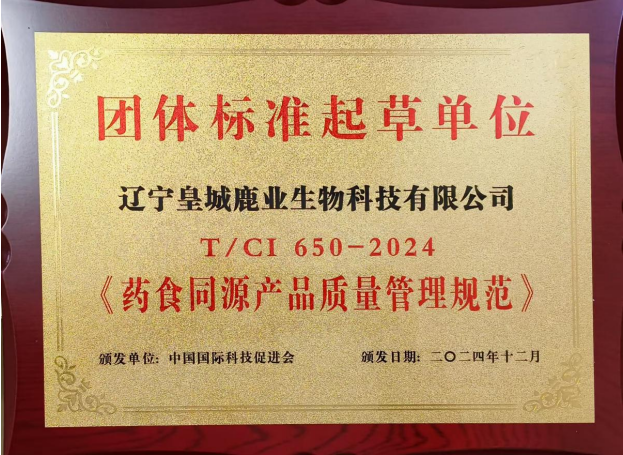 团体标准起草单位
辽宁皇城鹿业生物科技有限公司
T/CI 650-2024
《药食同源产品质量管理规范》
颁发单位: 中国国际科技促进会 颁发日期: 二〇二四年十二月